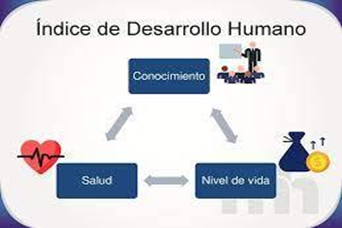 Índice de Desarrollo Humano
Conocimiento
Salud
Nivel de vida